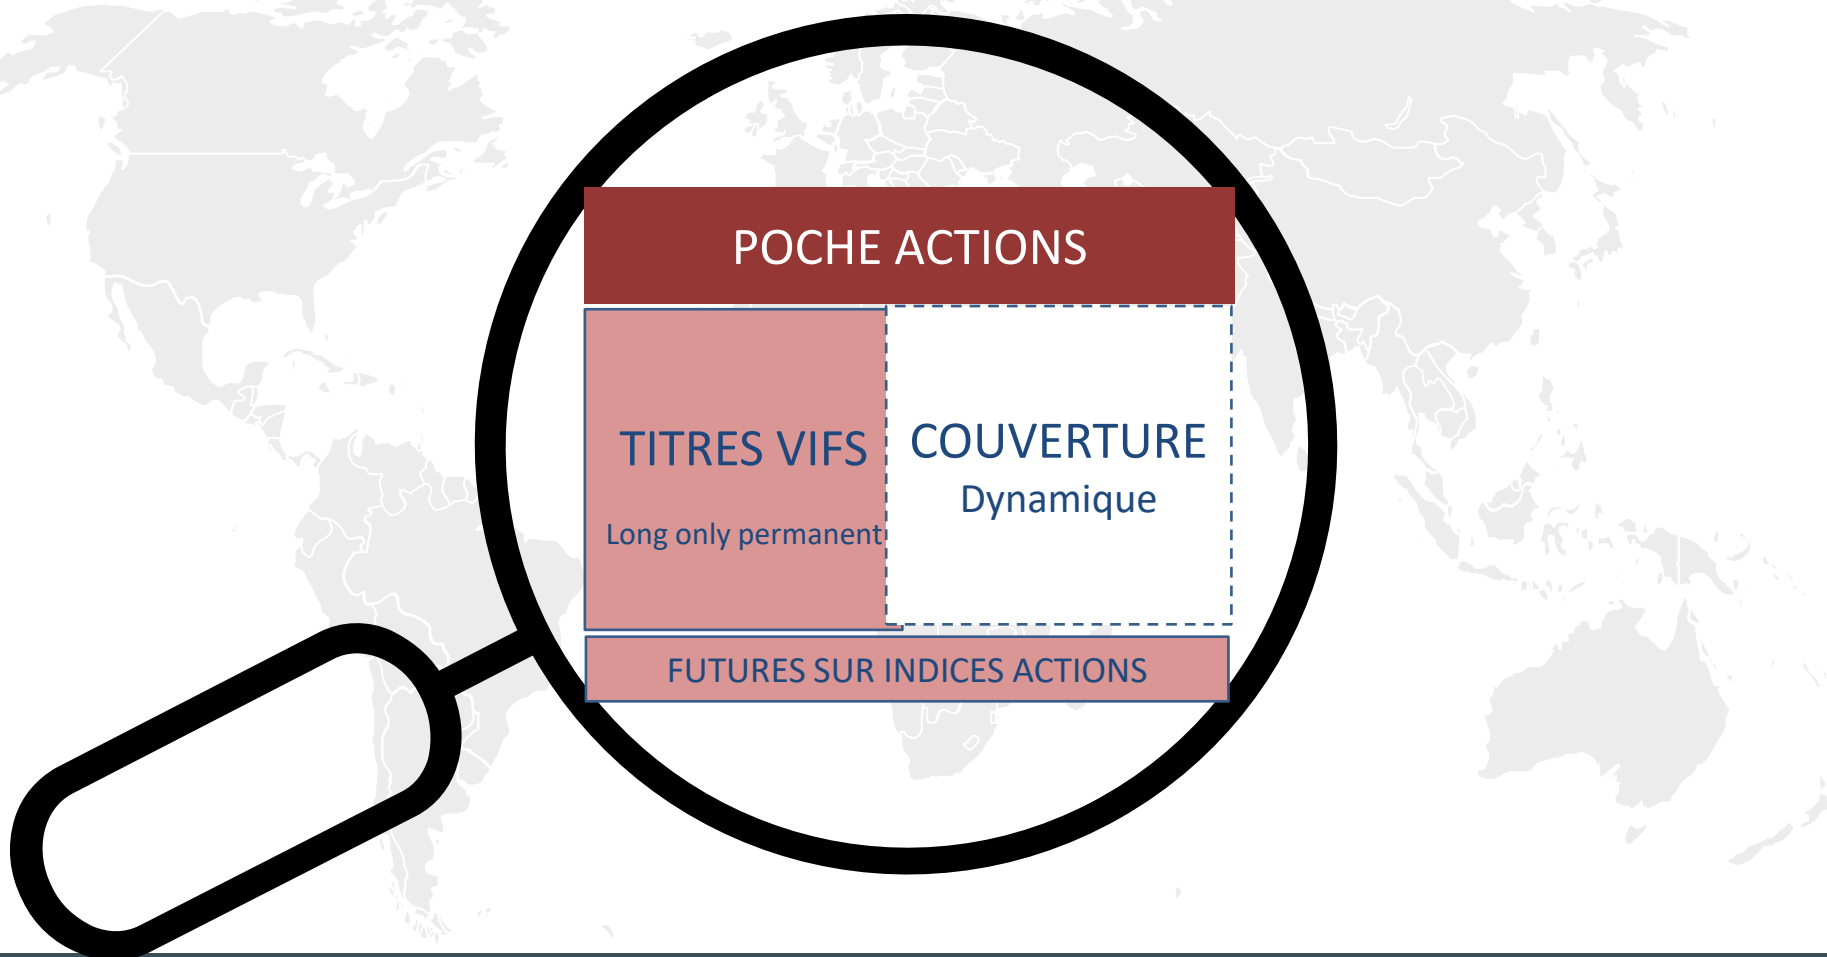 POCHE ACTIONS
TITRES VIFS
Long only permanent
COUVERTURE
Dynamique
FUTURES SUR INDICES ACTIONS